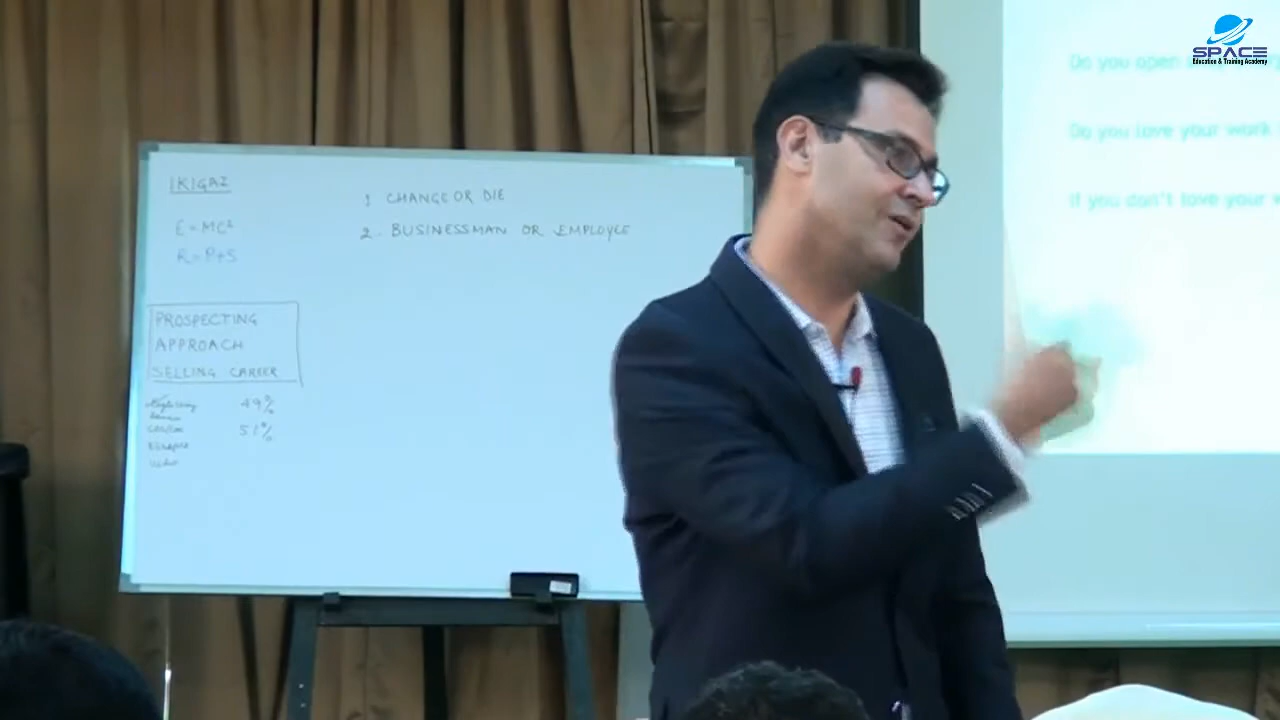 IKIGAI
E=MC²
R=P+S
PROSPECTING
APPROACH
SELLING CAREER
49%
51%
1 CHANGE OR DIE
2. BUSINESSMAN OR EMPLOYEE
Do you open
Do you love your work
If you don't love your
SPACE
Education & Training Academy